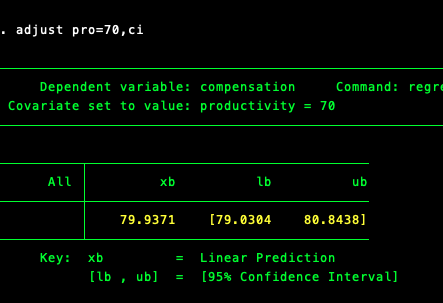 . adjust pro=70,ci
Dependent variable: compensation Command: regre
Covariate set to value: productivity = 70
All xb lb ub
79.9371 [79.0304 80.8438]
Key: xb = Linear Prediction
[lb , ub] = [95% Confidence Interval]